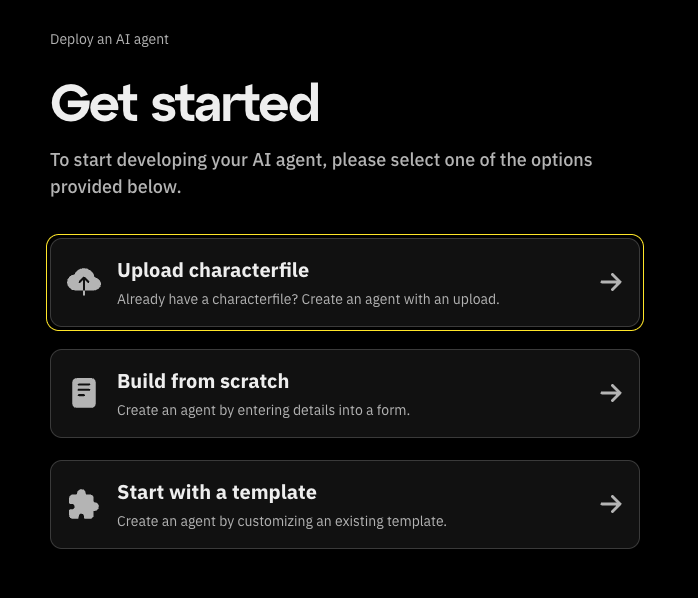 Deploy an AI agent
Get started
To start developing your AI agent, please select one of the options
provided below.
Upload characterfile
Already have a characterfile? Create an agent with an upload.
Build from scratch
Create an agent by entering details into a form.
Start with a template
Create an agent by customizing an existing template.